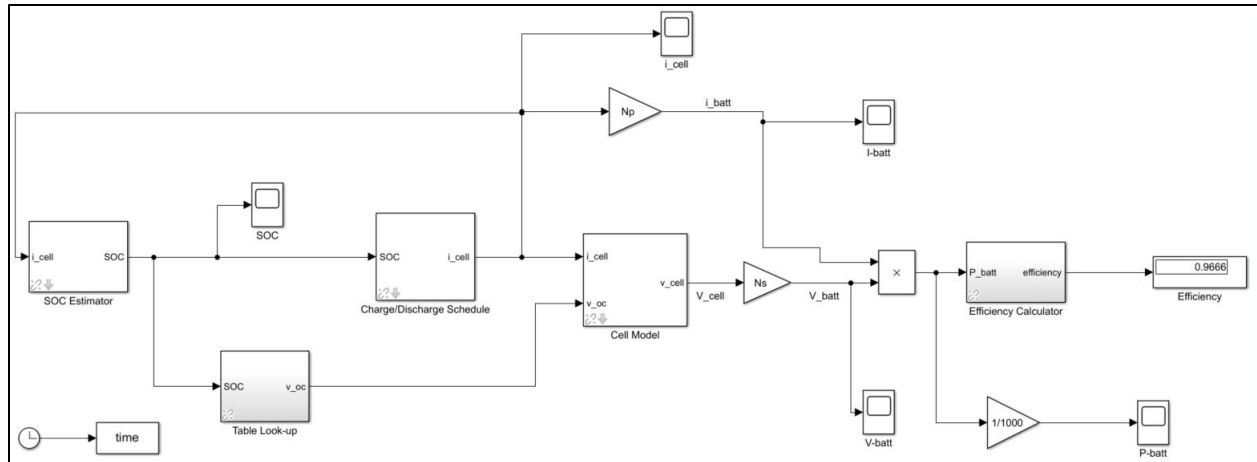 i_cell
Np
i_batt
I-batt
SOC
i_cell
SOC
SOC Estimator
SOC
i_cell
Charge/Discharge Schedule
i_cell
v_oc
v_cell
Cell Model
V_cell
Ns
V_batt
×
P_batt
efficiency
Efficiency Calculator
0.9666
Efficiency
SOC
v_oc
Table Look-up
V-batt
1/1000
P-batt
time